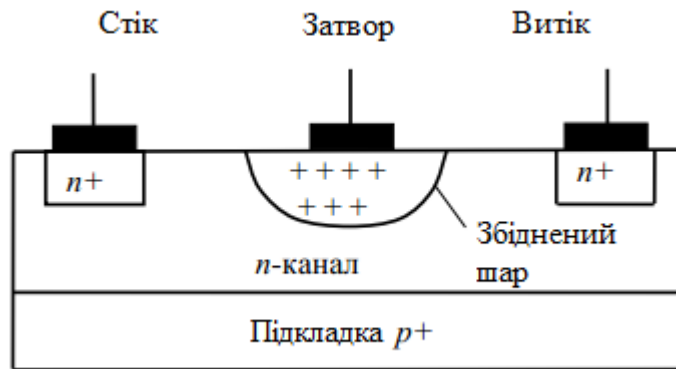 Стік Затвор Витік
n+ + + + + n+
+ + +
Збіднений
шар
n-канал
Підкладка p+